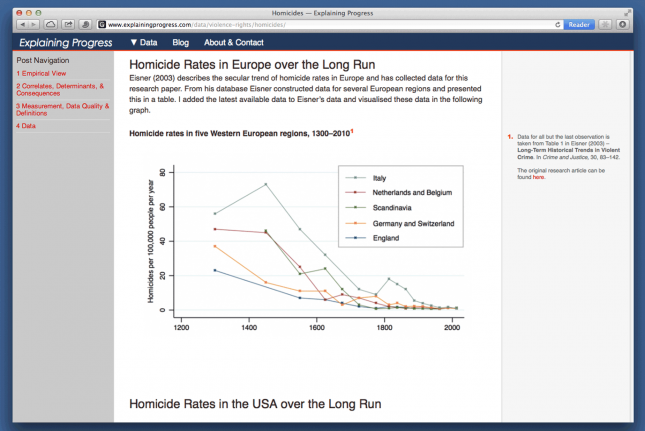 Homicides — Explaining Progress
www.explainingprogress.com/data/violence-rights/homicides/
Reader
Explaining Progress
▼ Data
Blog
About & Contact
Post Navigation
1 Empirical View
2 Correlates, Determinants, &
Consequences
3 Measurement, Data Quality &
Definitions
4 Data
Homicide Rates in Europe over the Long Run
Eisner (2003) describes the secular trend of homicide rates in Europe and has collected data for this
research paper. From his database Eisner constructed data for several European regions and presented
this in a table. I added the latest available data to Eisner's data and visualised these data in the following
graph.
Homicide rates in five Western European regions, 1300–2010¹
Homicides per 100,000 people per year
80
60
40
20
0
1200
1400
1600
1800
2000
Italy
Netherlands and Belgium
Scandinavia
Germany and Switzerland
England
1. Data for all but the last observation is
taken from Table 1 in Eisner (2003) –
Long-Term Historical Trends in Violent
Crime. In Crime and Justice, 30, 83–142.
The original research article can be
found here.
Homicide Rates in the USA over the Long Run